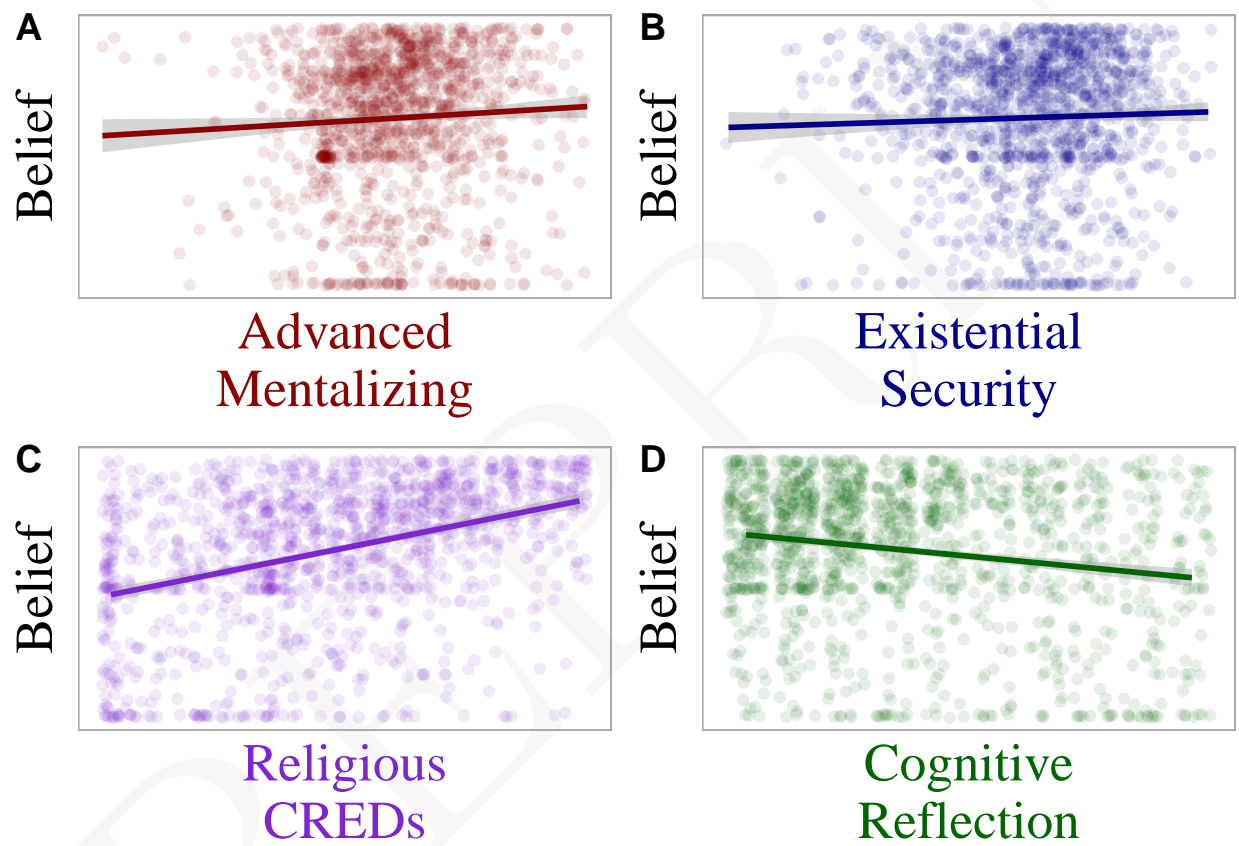 A
Belief
Advanced
Mentalizing
B
Belief
Existential
Security
C
Belief
Religious
CREDs
D
Belief
Cognitive
Reflection